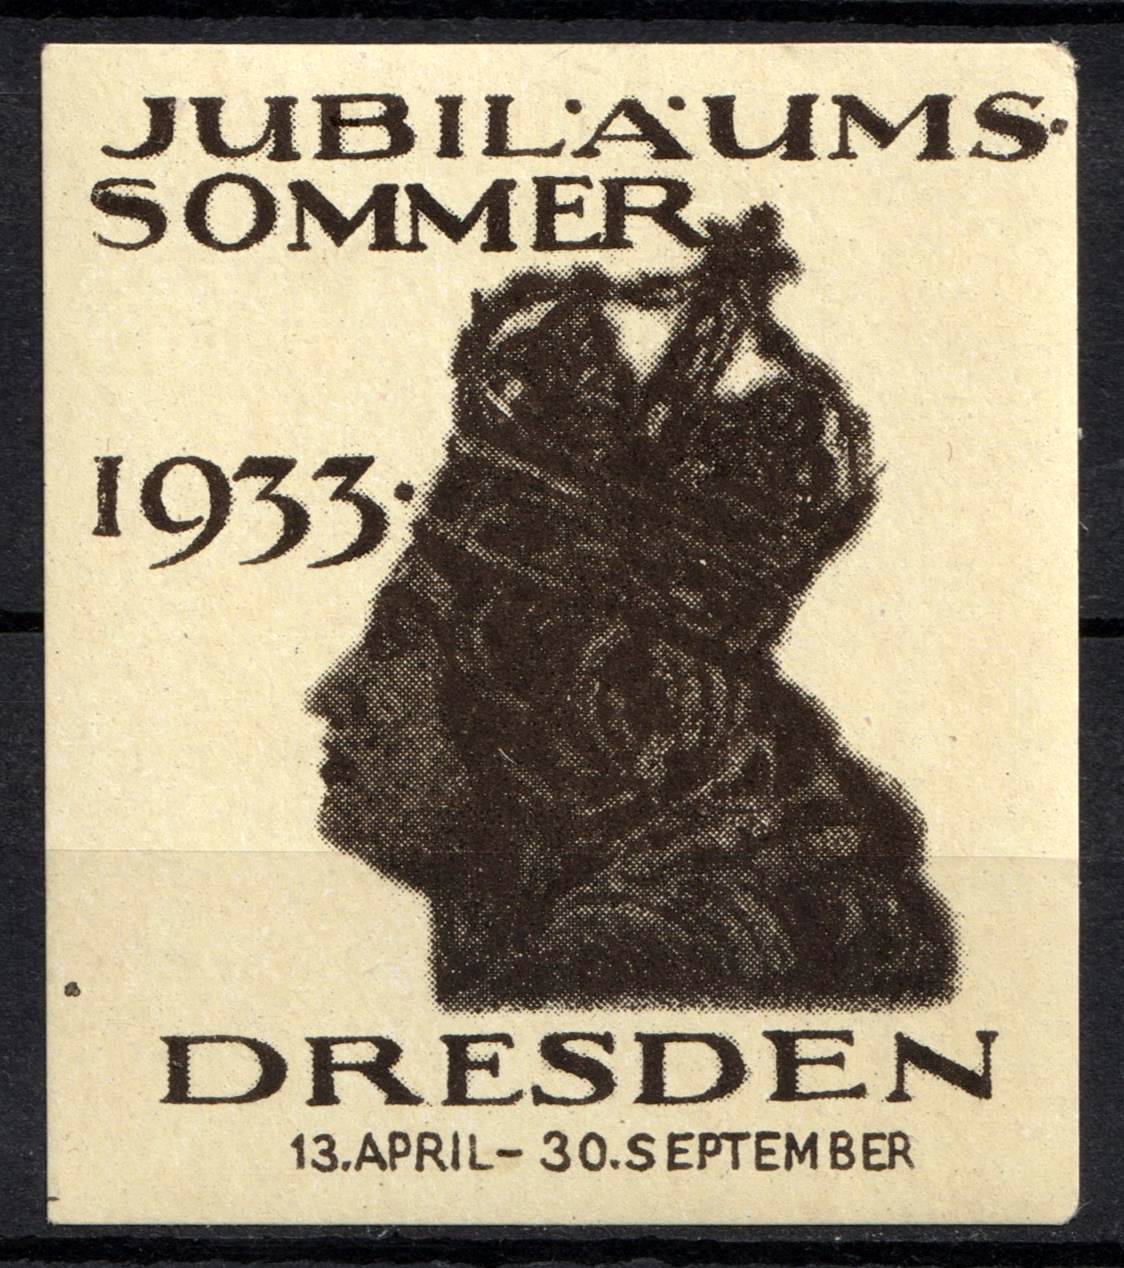 JUBILÄUMS-
SOMMER
1933.
DRESDEN
13.APRIL– 30.SEPTEMBER